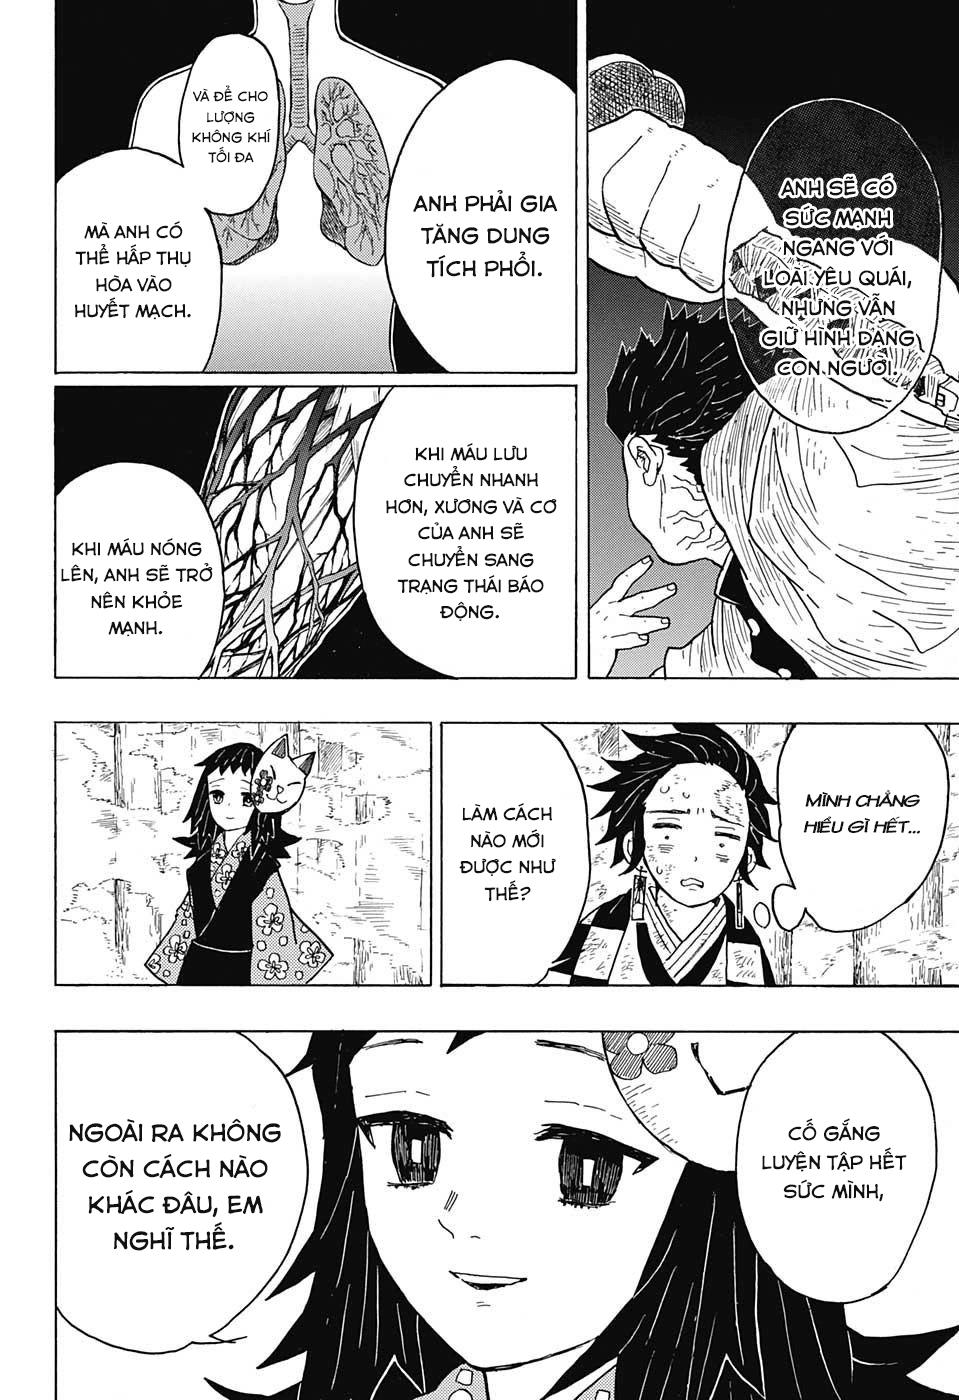 ANH SẼ CÓ
SỨC MẠNH
NGANG VỚI
LOÀI YÊU QUÁI,
NHƯNG VẪN
GIỮ HÌNH DẠNG
CON NGƯỜI.
ANH PHẢI GIA
TĂNG DUNG
TÍCH PHỔI.
VÀ ĐỂ CHO
LƯỢNG
KHÔNG KHÍ
TỐI ĐA
MÀ ANH CÓ
THỂ HẤP THỤ
HÒA VÀO
HUYẾT MẠCH.
KHI MÁU LƯU
CHUYỂN NHANH
HƠN, XƯƠNG VÀ CƠ
CỦA ANH SẼ
CHUYỂN SANG
TRẠNG THÁI BÁO
ĐỘNG.
KHI MÁU NÓNG
LÊN, ANH SẼ TRỞ
NÊN KHỎE
MẠNH.
MÌNH CHẲNG
HIỂU GÌ HẾT...
LÀM CÁCH
NÀO MỚI
ĐƯỢC NHƯ
THẾ?
CỐ GẮNG
LUYỆN TẬP HẾT
SỨC MÌNH,
NGOÀI RA KHÔNG
CÒN CÁCH NÀO
KHÁC ĐÂU, EM
NGHĨ THẾ.